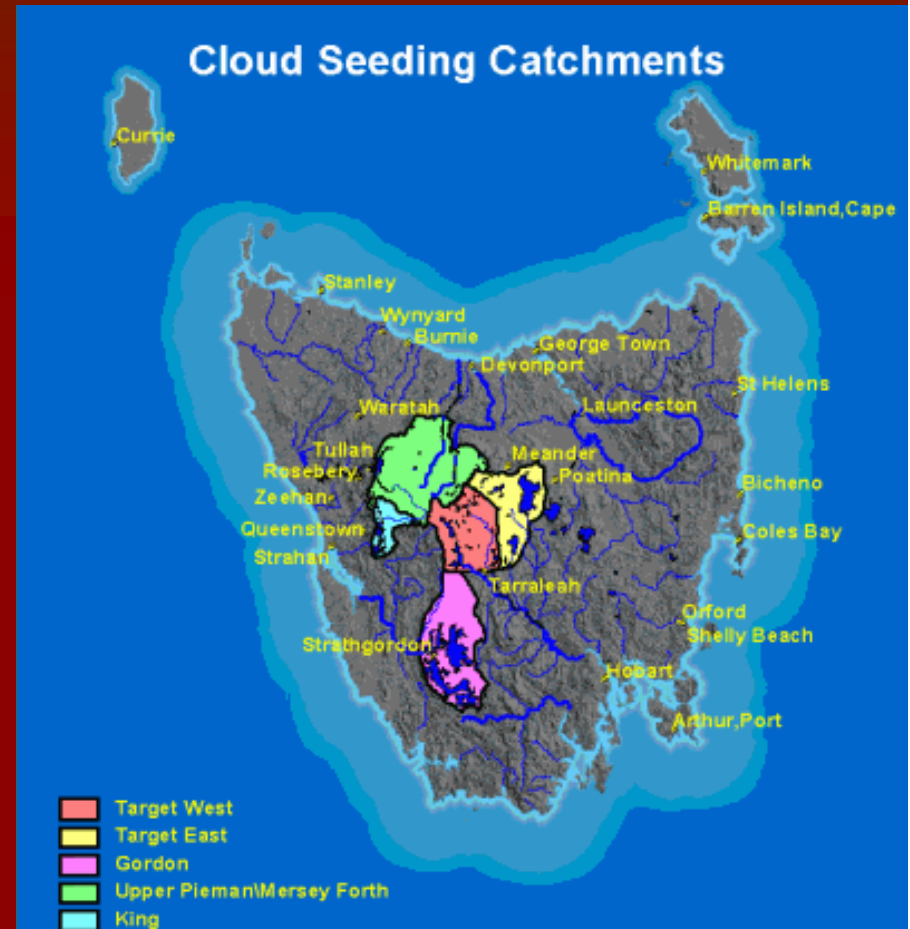 Cloud Seeding Catchments
Currie
Whitemark
Barren Island,Cape
Stanley
Wynyard
Burnie
George Town
Devonport
St Helens
Launceston
Waratah
Tullah
Meander
Rosebery
Poatina
Bicheno
Zeehan
Queenstown
Coles Bay
Strahan
Tarraleah
Orford
Shelly Beach
Strathgordon
Hobart
Arthur,Port
Target West
Target East
Gordon
Upper Pieman\Mersey Forth
King